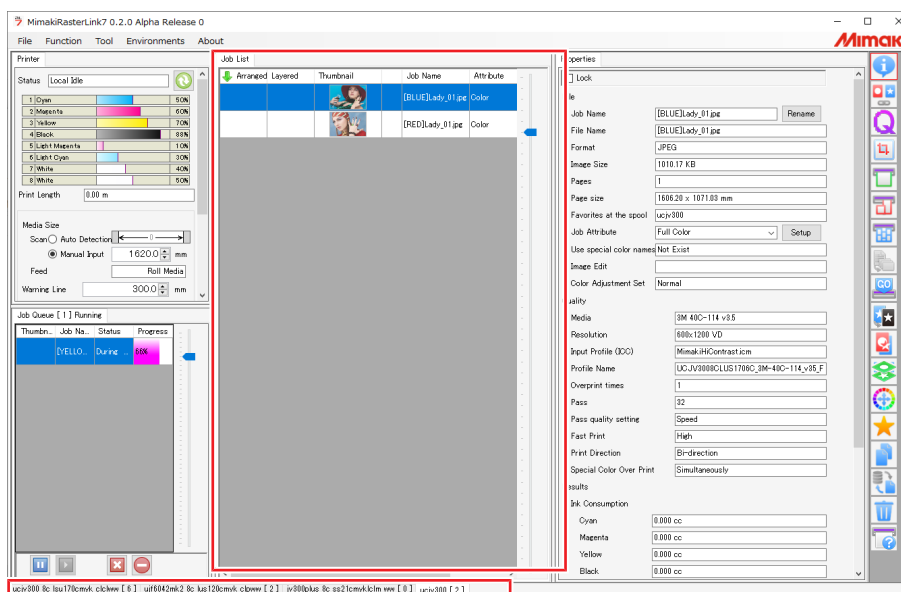 MimakiRasterLink7 0.2.0 Alpha Release 0
File Function Tool Environments About
Mimaki
Printer
Status Local Idle
1 Cyan 50%
2 Magenta 60%
3 Yellow 70%
4 Black 88%
5 Light Magenta 10%
6 Light Cyan 30%
7 White 40%
8 White 50%
Print Length 0.00 m
Media Size
Scan Auto Detection 0
Manual Input 1620.0 mm
Feed Roll Media
Warning Line 300.0 mm
Job Queue [ 1 ] Running
Thumbn... Job Na... Status Progress
[YELLO... During ... 66%
Job List
Arranged Layered Thumbnail Job Name Attribute
[BLUE]Lady_01.jpg Color
[RED]Lady_01.jpg Color
operties
Lock
le
Job Name [BLUE]Lady_01.jpg Rename
File Name [BLUE]Lady_01.jpg
Format JPEG
Image Size 1010.17 KB
Pages 1
Page size 1606.20 x 1071.03 mm
Favorites at the spool ucjv300
Job Attribute Full Color Setup
Use special color names Not Exist
Image Edit
Color Adjustment Set Normal
uality
Media 3M 40C-114 v3.5
Resolution 600x1200 VD
Input Profile (ICC) MimakiHiContrast.icm
Profile Name UCJV3008CLUS1706C_3M-40C-114_v35_F
Overprint times 1
Pass 32
Pass quality setting Speed
Fast Print High
Print Direction Bi-direction
Special Color Over Print Simultaneously
esults
Ink Consumption
Cyan 0.000 cc
Magenta 0.000 cc
Yellow 0.000 cc
Black 0.000 cc
GO
ucjv300 [ 2 ]